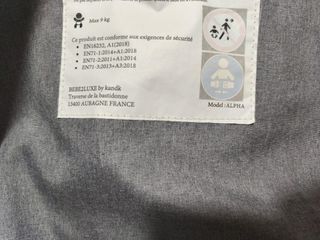 Max 9 kg
Ce produit est conforme aux exigences de sécurité
• EN16232, A1(2018)
• EN71-1:2014+A1:2018
• EN71-2:2011+A1:2014
• EN71-3:2013+A3:2018
BEBE2LUXE by kandk
Traverse de la bastidonne
13400 AUBAGNE FRANCE
Model : ALPHA